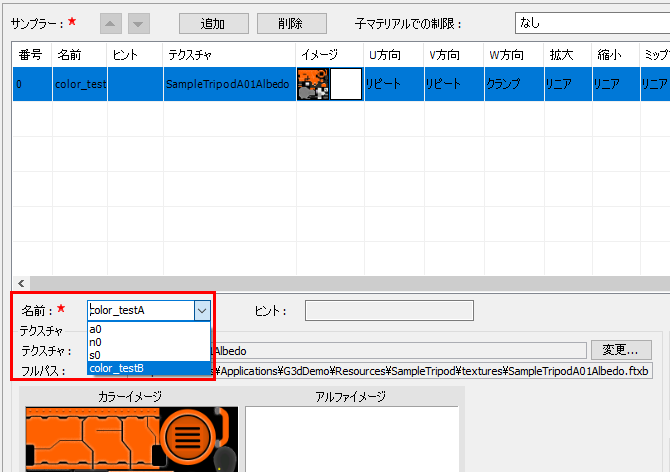 サンプラー：★ 追加 削除 子マテリアルでの制限： なし
番号 名前 ヒント テクスチャ イメージ U方向 V方向 W方向 拡大 縮小 ミップ
0 color_test SampleTripodA01Albedo リピート リピート クランプ リニア リニア リニア
名前：★ color_testA ヒント：
テクスチャ a0
n0
テクスチャ： s0 01Albedo 変更...
color_testB
フルパス： s¥Applications¥G3dDemo¥Resources¥SampleTripod¥textures¥SampleTripodA01Albedo.ftxb
カラーイメージ アルファイメージ